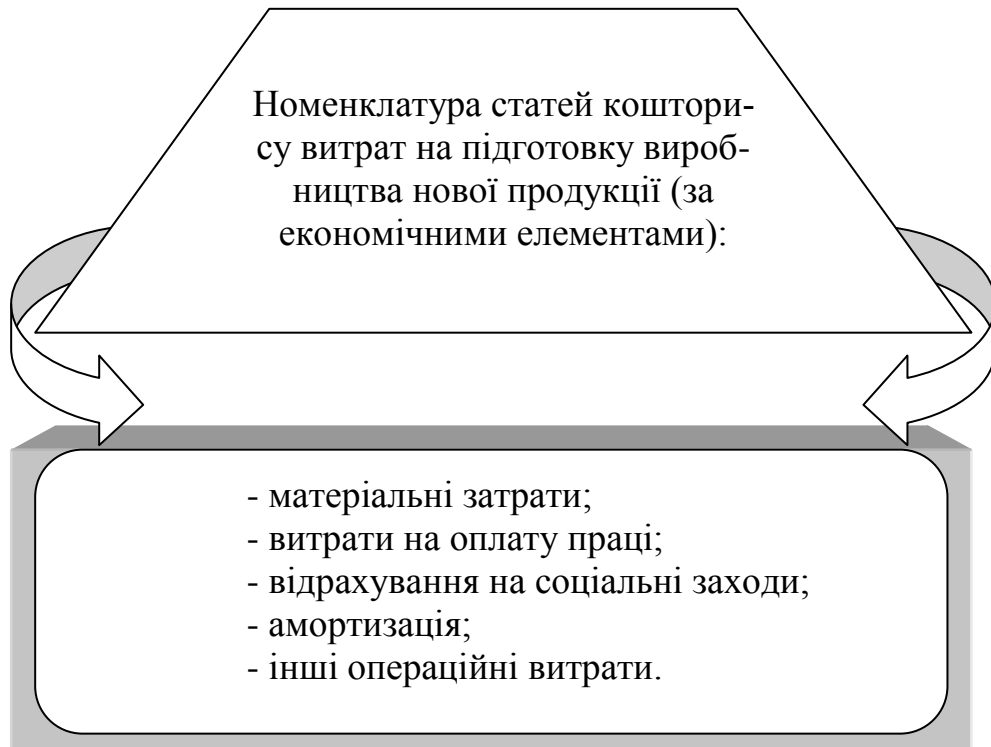 Номенклатура статей коштори-
су витрат на підготовку вироб-
ництва нової продукції (за
економічними елементами):
- матеріальні затрати;
- витрати на оплату праці;
- відрахування на соціальні заходи;
- амортизація;
- інші операційні витрати.